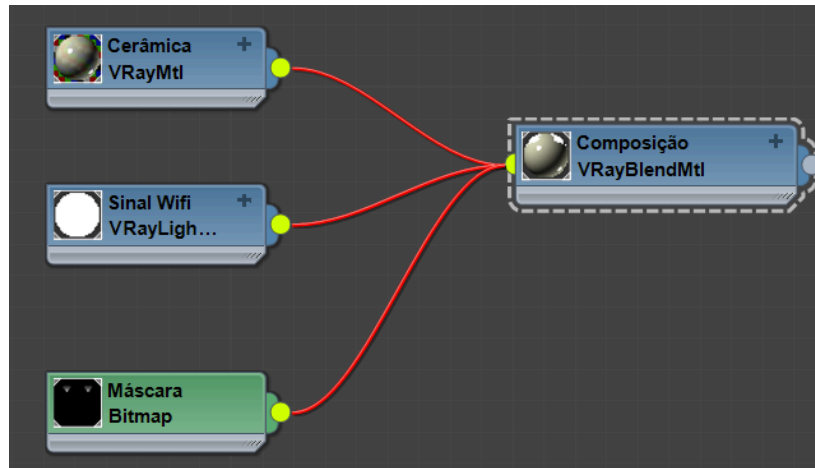 Cerâmica
VRayMtl
Composição
VRayBlendMtl
Sinal Wifi
VRayLigh...
Máscara
Bitmap